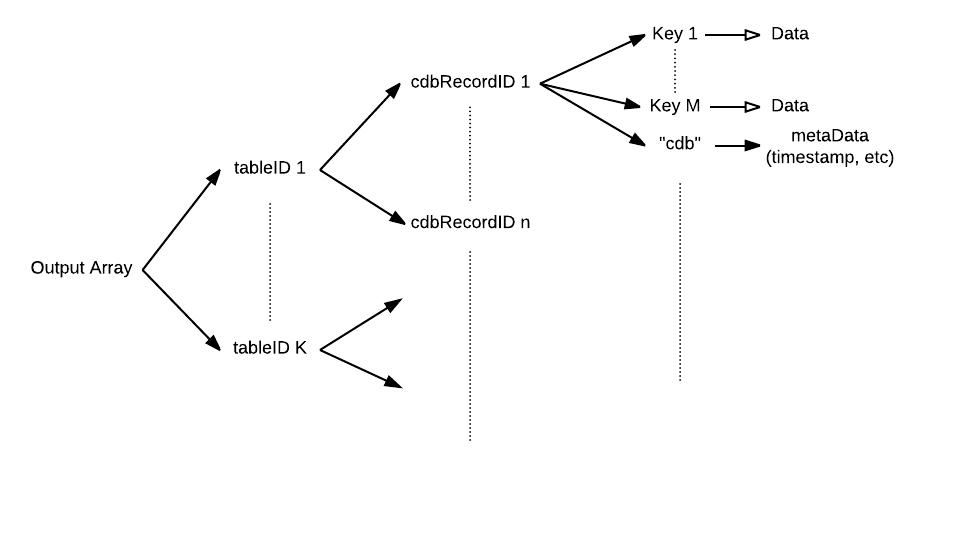 Output Array
tableID 1
tableID K
cdbRecordID 1
cdbRecordID n
Key 1
Data
Key M
Data
"cdb"
metaData
(timestamp, etc)